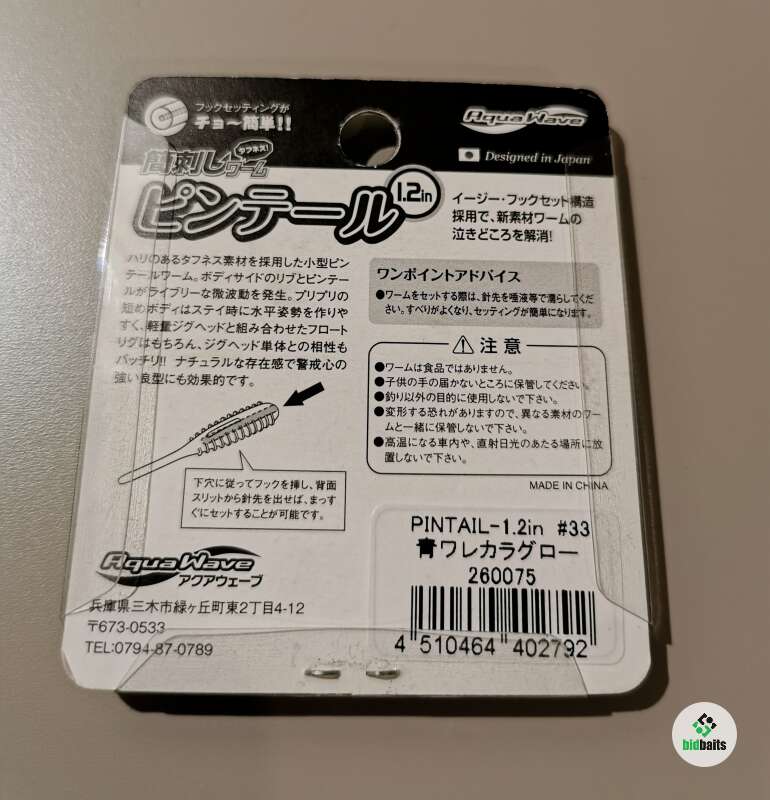 フックセッティングが
チョ〜簡単!!
Aqua Wave
Designed in Japan
筒刺し タフネス! ワーム
ピンテール 1.2in
イージー・フックセット構造
採用で、新素材ワームの
泣きどころを解消!
ハリのあるタフネス素材を採用した小型ピン
テールワーム。ボディサイドのリブとピンテー
ルがライブリーな微波動を発生。プリプリの
短めボディはステイ時に水平姿勢を作りや
すく、軽量ジグヘッドと組み合わせたフロート
リグはもちろん、ジグヘッド単体との相性も
バッチリ!! ナチュラルな存在感で警戒心の
強い良型にも効果的です。
ワンポイントアドバイス
●ワームをセットする際は、針先を唾液等で濡らしてくだ
さい。すべりがよくなり、セッティングが簡単になります。
注意
●ワームは食品ではありません。
●子供の手の届かないところに保管してください。
●釣り以外の目的に使用しないで下さい。
●変形する恐れがありますので、異なる素材のワー
ムと一緒に保管しないで下さい。
●高温になる車内や、直射日光のあたる場所に放
置しないで下さい。
MADE IN CHINA
下穴に従ってフックを挿し、背面
スリットから針先を出せば、まっす
ぐにセットすることが可能です。
PINTAIL-1.2in #33
青ワレカラグロー
260075
4 510464 402792
Aqua Wave
アクアウェーブ
兵庫県三木市緑ヶ丘町東2丁目4-12
〒673-0533
TEL:0794-87-0789
bidbaits